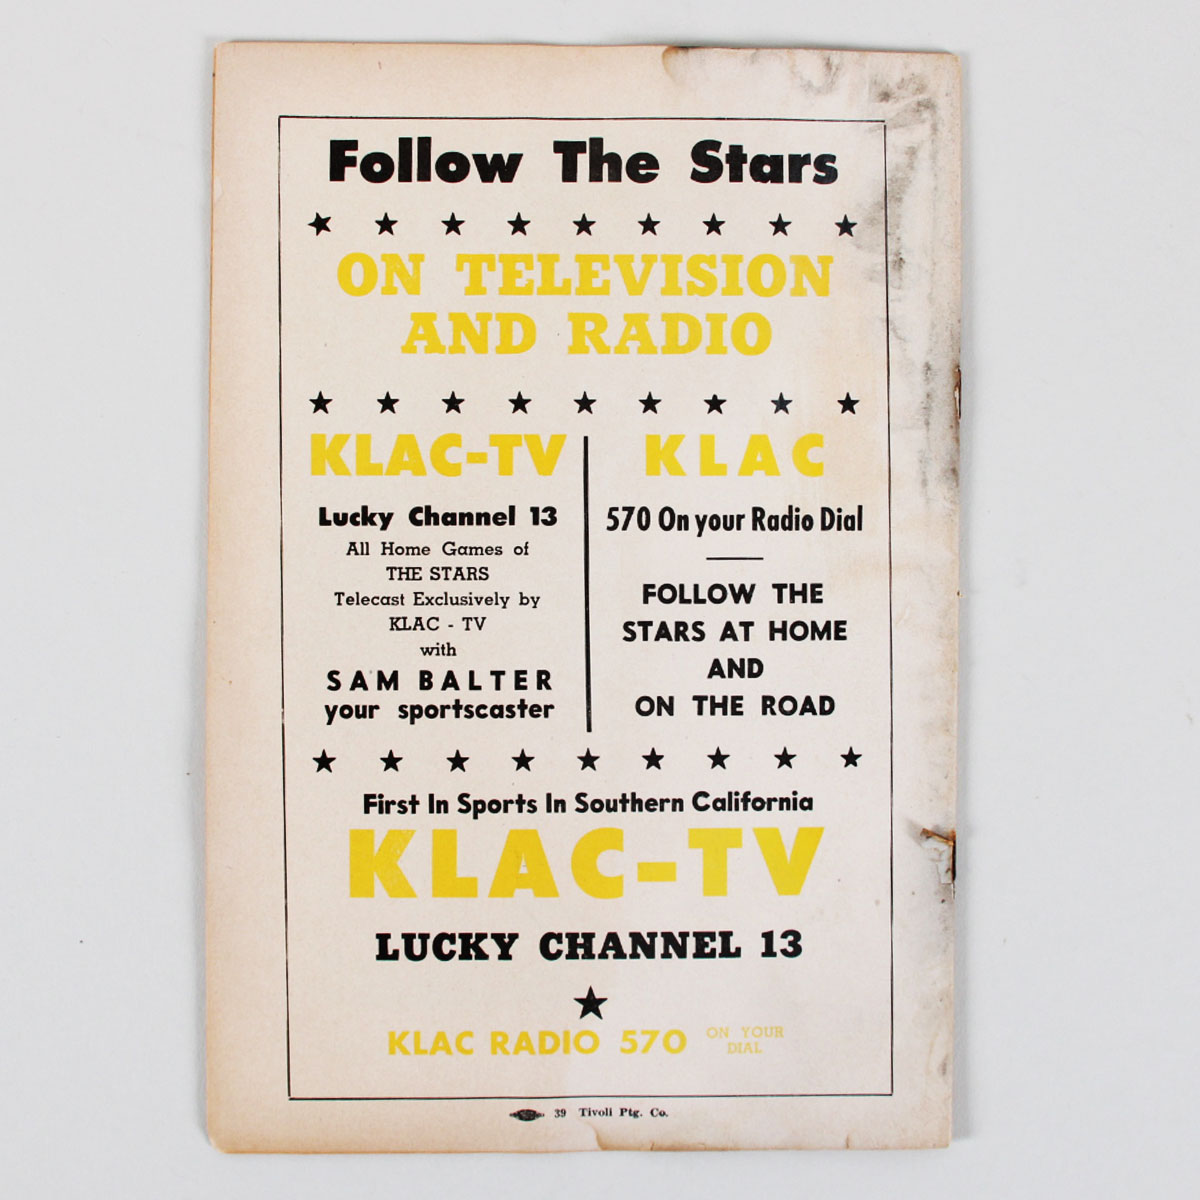 Follow The Stars
ON TELEVISION
AND RADIO
KLAC-TV
Lucky Channel 13
All Home Games of
THE STARS
Telecast Exclusively by
KLAC - TV
with
SAM BALTER
your sportscaster
KLAC
570 On your Radio Dial
FOLLOW THE
STARS AT HOME
AND
ON THE ROAD
First In Sports In Southern California
KLAC-TV
LUCKY CHANNEL 13
KLAC RADIO 570 ON YOUR
DIAL
39 Tivoli Ptg. Co.